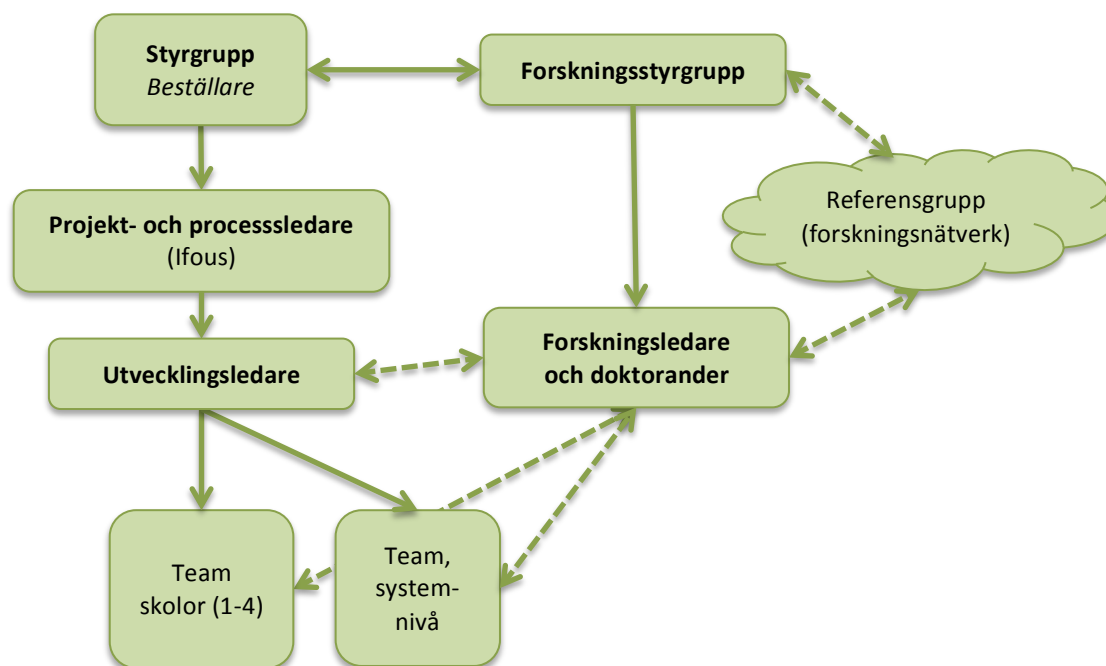 Styrgrupp
Beställare
Forskningsstyrgrupp
Referensgrupp
(forskningsnätverk)
Projekt- och processsledare
(Ifous)
Utvecklingsledare
Forskningsledare
och doktorander
Team
skolor (1-4)
Team,
system-
nivå